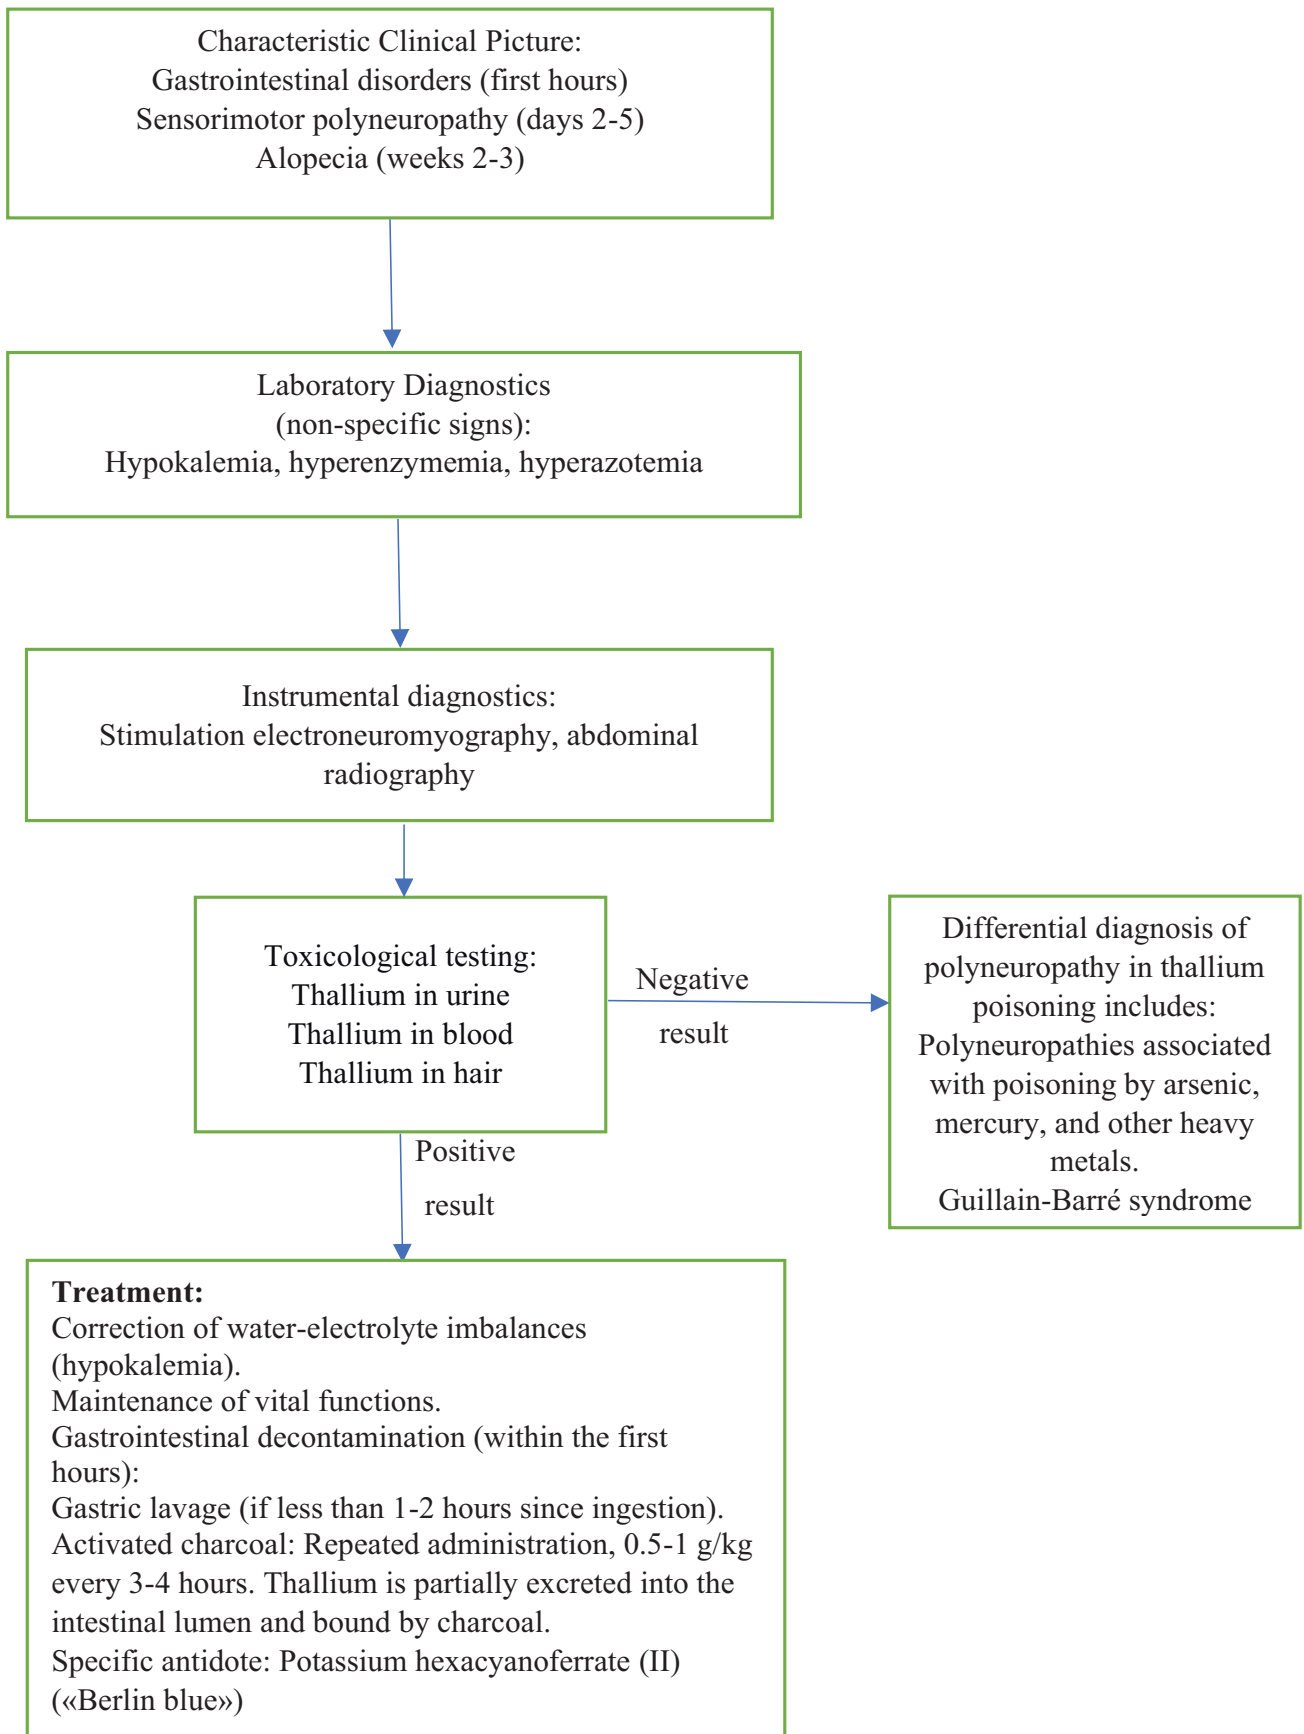 Characteristic Clinical Picture:
Gastrointestinal disorders (first hours)
Sensorimotor polyneuropathy (days 2-5)
Alopecia (weeks 2-3)
Laboratory Diagnostics
(non-specific signs):
Hypokalemia, hyperenzymemia, hyperazotemia
Instrumental diagnostics:
Stimulation electroneuromyography, abdominal
radiography
Toxicological testing:
Thallium in urine
Thallium in blood
Thallium in hair
Negative
result
Differential diagnosis of
polyneuropathy in thallium
poisoning includes:
Polyneuropathies associated
with poisoning by arsenic,
mercury, and other heavy
metals.
Guillain-Barré syndrome
Positive
result
Treatment:
Correction of water-electrolyte imbalances
(hypokalemia).
Maintenance of vital functions.
Gastrointestinal decontamination (within the first
hours):
Gastric lavage (if less than 1-2 hours since ingestion).
Activated charcoal: Repeated administration, 0.5-1 g/kg
every 3-4 hours. Thallium is partially excreted into the
intestinal lumen and bound by charcoal.
Specific antidote: Potassium hexacyanoferrate (II)
(«Berlin blue»)